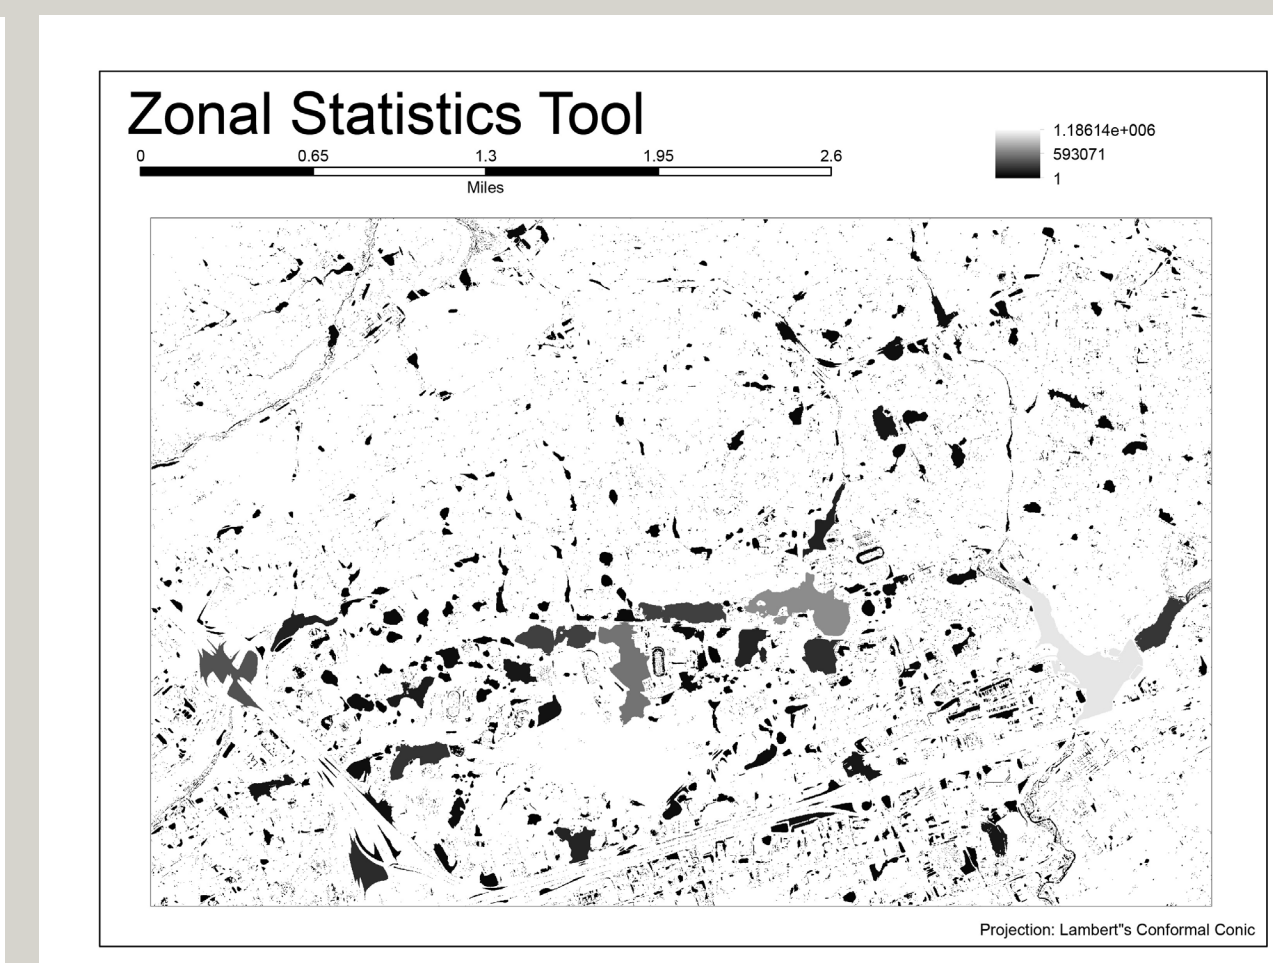 Zonal Statistics Tool
0 0.65 1.3 1.95 2.6
Miles
1.18614e+006
593071
1
Projection: Lambert"s Conformal Conic